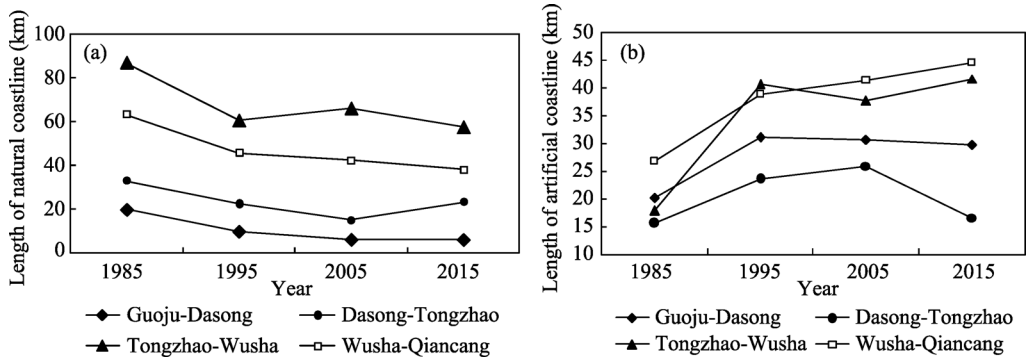 Length of natural coastline (km)
100
80
60
40
20
0
(a)
1985 1995 2005 2015
Year
Guoju-Dasong Dasong-Tongzhao
Tongzhao-Wusha Wusha-Qiancang
Length of artificial coastline (km)
50
45
40
35
30
25
20
15
10
(b)
1985 1995 2005 2015
Year
Guoju-Dasong Dasong-Tongzhao
Tongzhao-Wusha Wusha-Qiancang